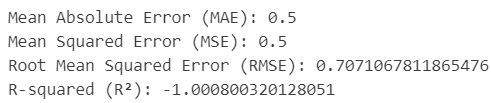 Mean Absolute Error (MAE): 0.5
Mean Squared Error (MSE): 0.5
Root Mean Squared Error (RMSE): 0.7071067811865476
R-squared (R²): -1.000800320128051